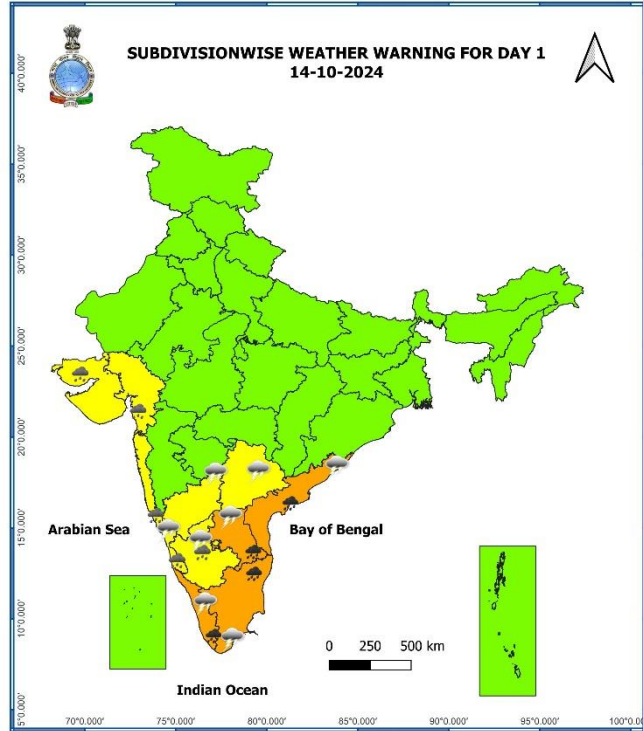 SUBDIVISIONWISE WEATHER WARNING FOR DAY 1
14-10-2024
40°0.000'
35°0.000'
30°0.000'
25°0.000'
20°0.000'
15°0.000'
10°0.000'
5°0.000'
Arabian Sea
Bay of Bengal
0 250 500 km
Indian Ocean
70°0.000' 75°0.000' 80°0.000' 85°0.000' 90°0.000' 95°0.000' 100°0.0